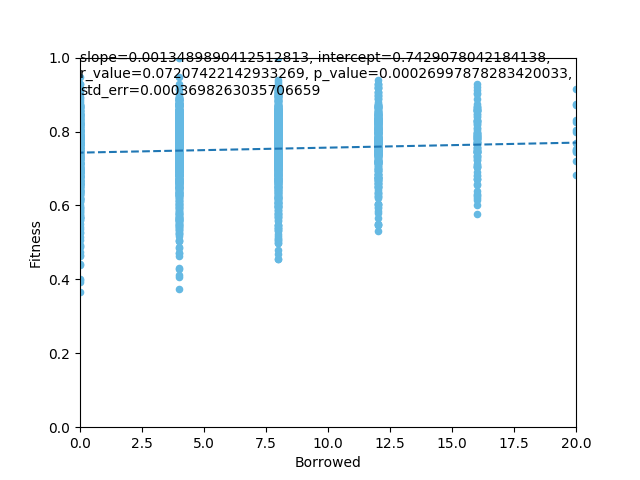 slope=0.0013489890412512813, intercept=0.7429078042184138,
r_value=0.07207422142933269, p_value=0.00026997878283420033,
std_err=0.0003698263035706659
1.0
0.8
0.6
0.4
0.2
0.0
Fitness
0.0 2.5 5.0 7.5 10.0 12.5 15.0 17.5 20.0
Borrowed